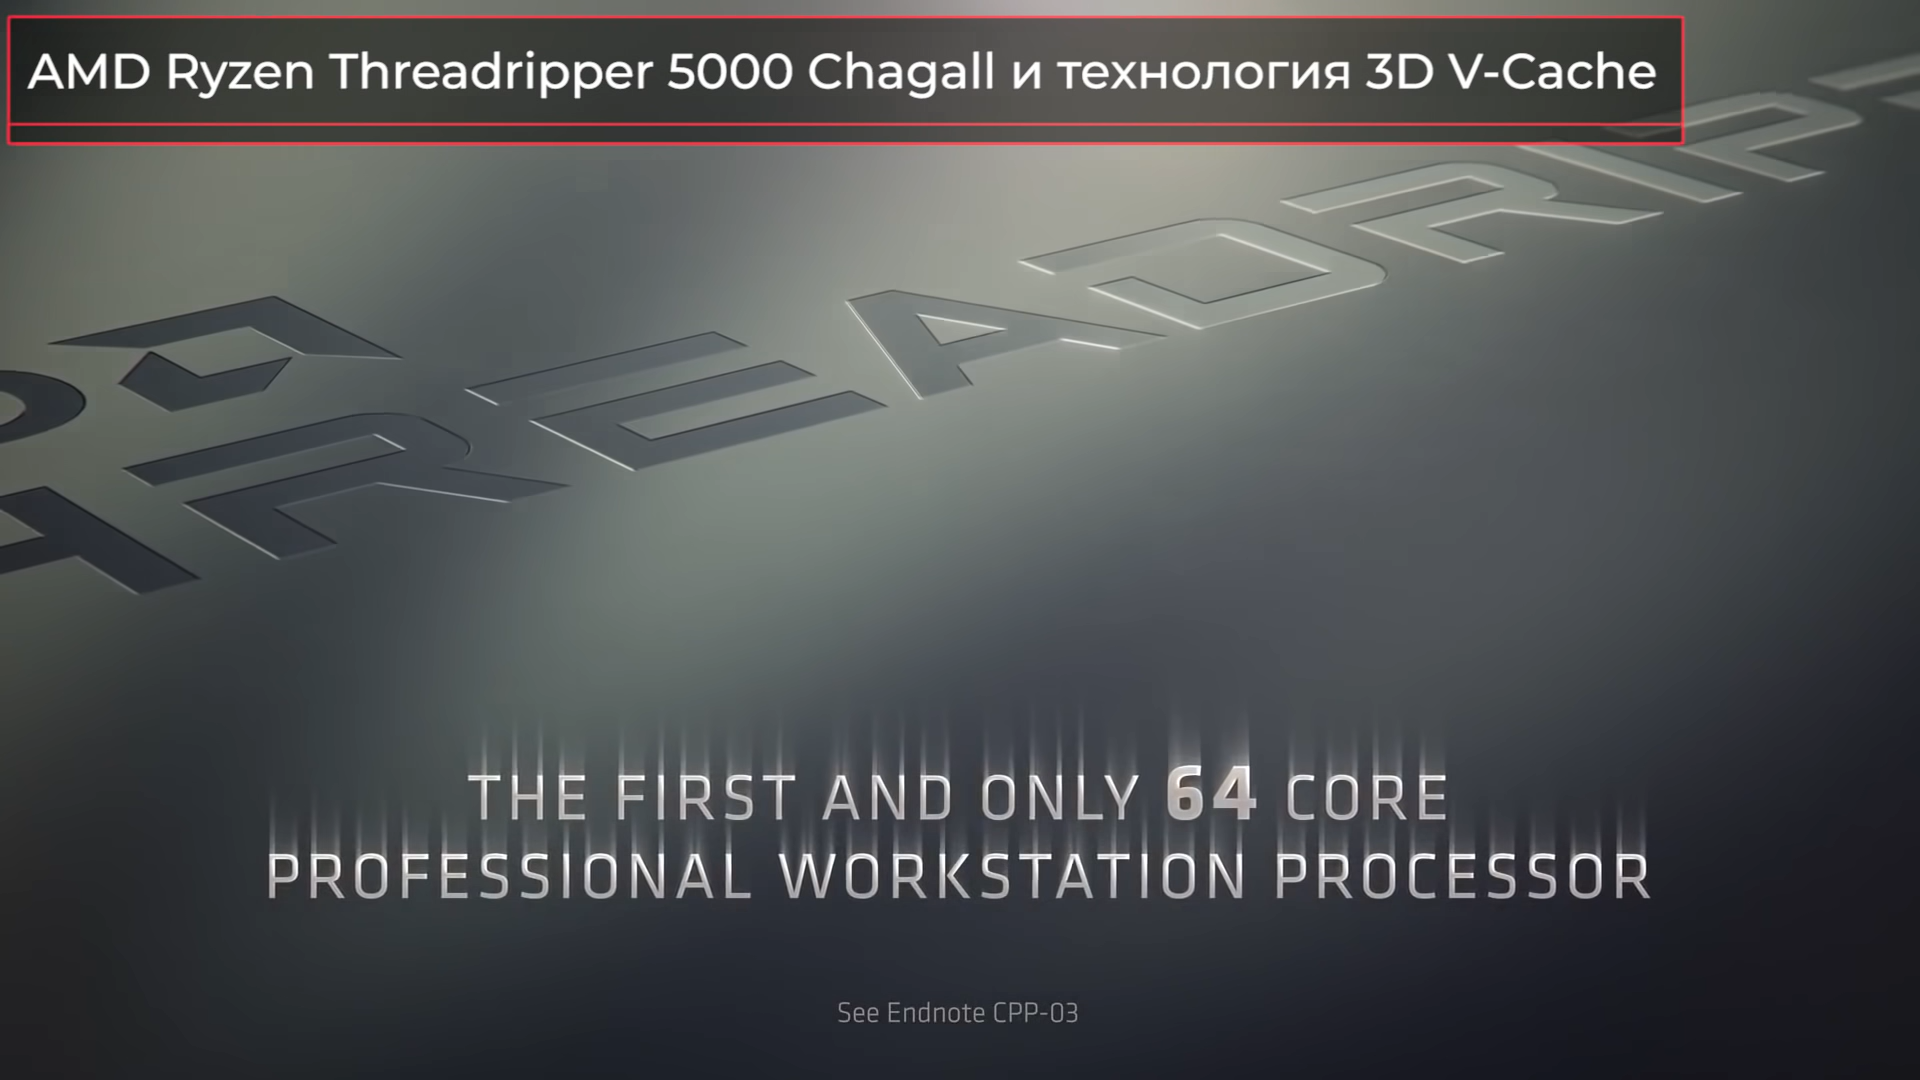 AMD Ryzen Threadripper 5000 Chagall и технология 3D V-Cache
THE FIRST AND ONLY 64 CORE
PROFESSIONAL WORKSTATION PROCESSOR
See Endnote CPP-03